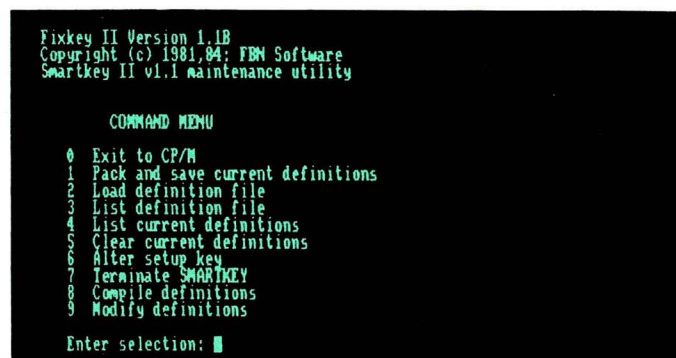 Fixkey II Version 1.1B
Copyright (c) 1981,84: FBN Software
Smartkey II v1.1 maintenance utility
COMMAND MENU
0 Exit to CP/M
1 Pack and save current definitions
2 Load definition file
3 List definition file
4 List current definitions
5 Clear current definitions
6 Alter setup key
7 Terminate SMARTKEY
8 Compile definitions
9 Modify definitions
Enter selection: